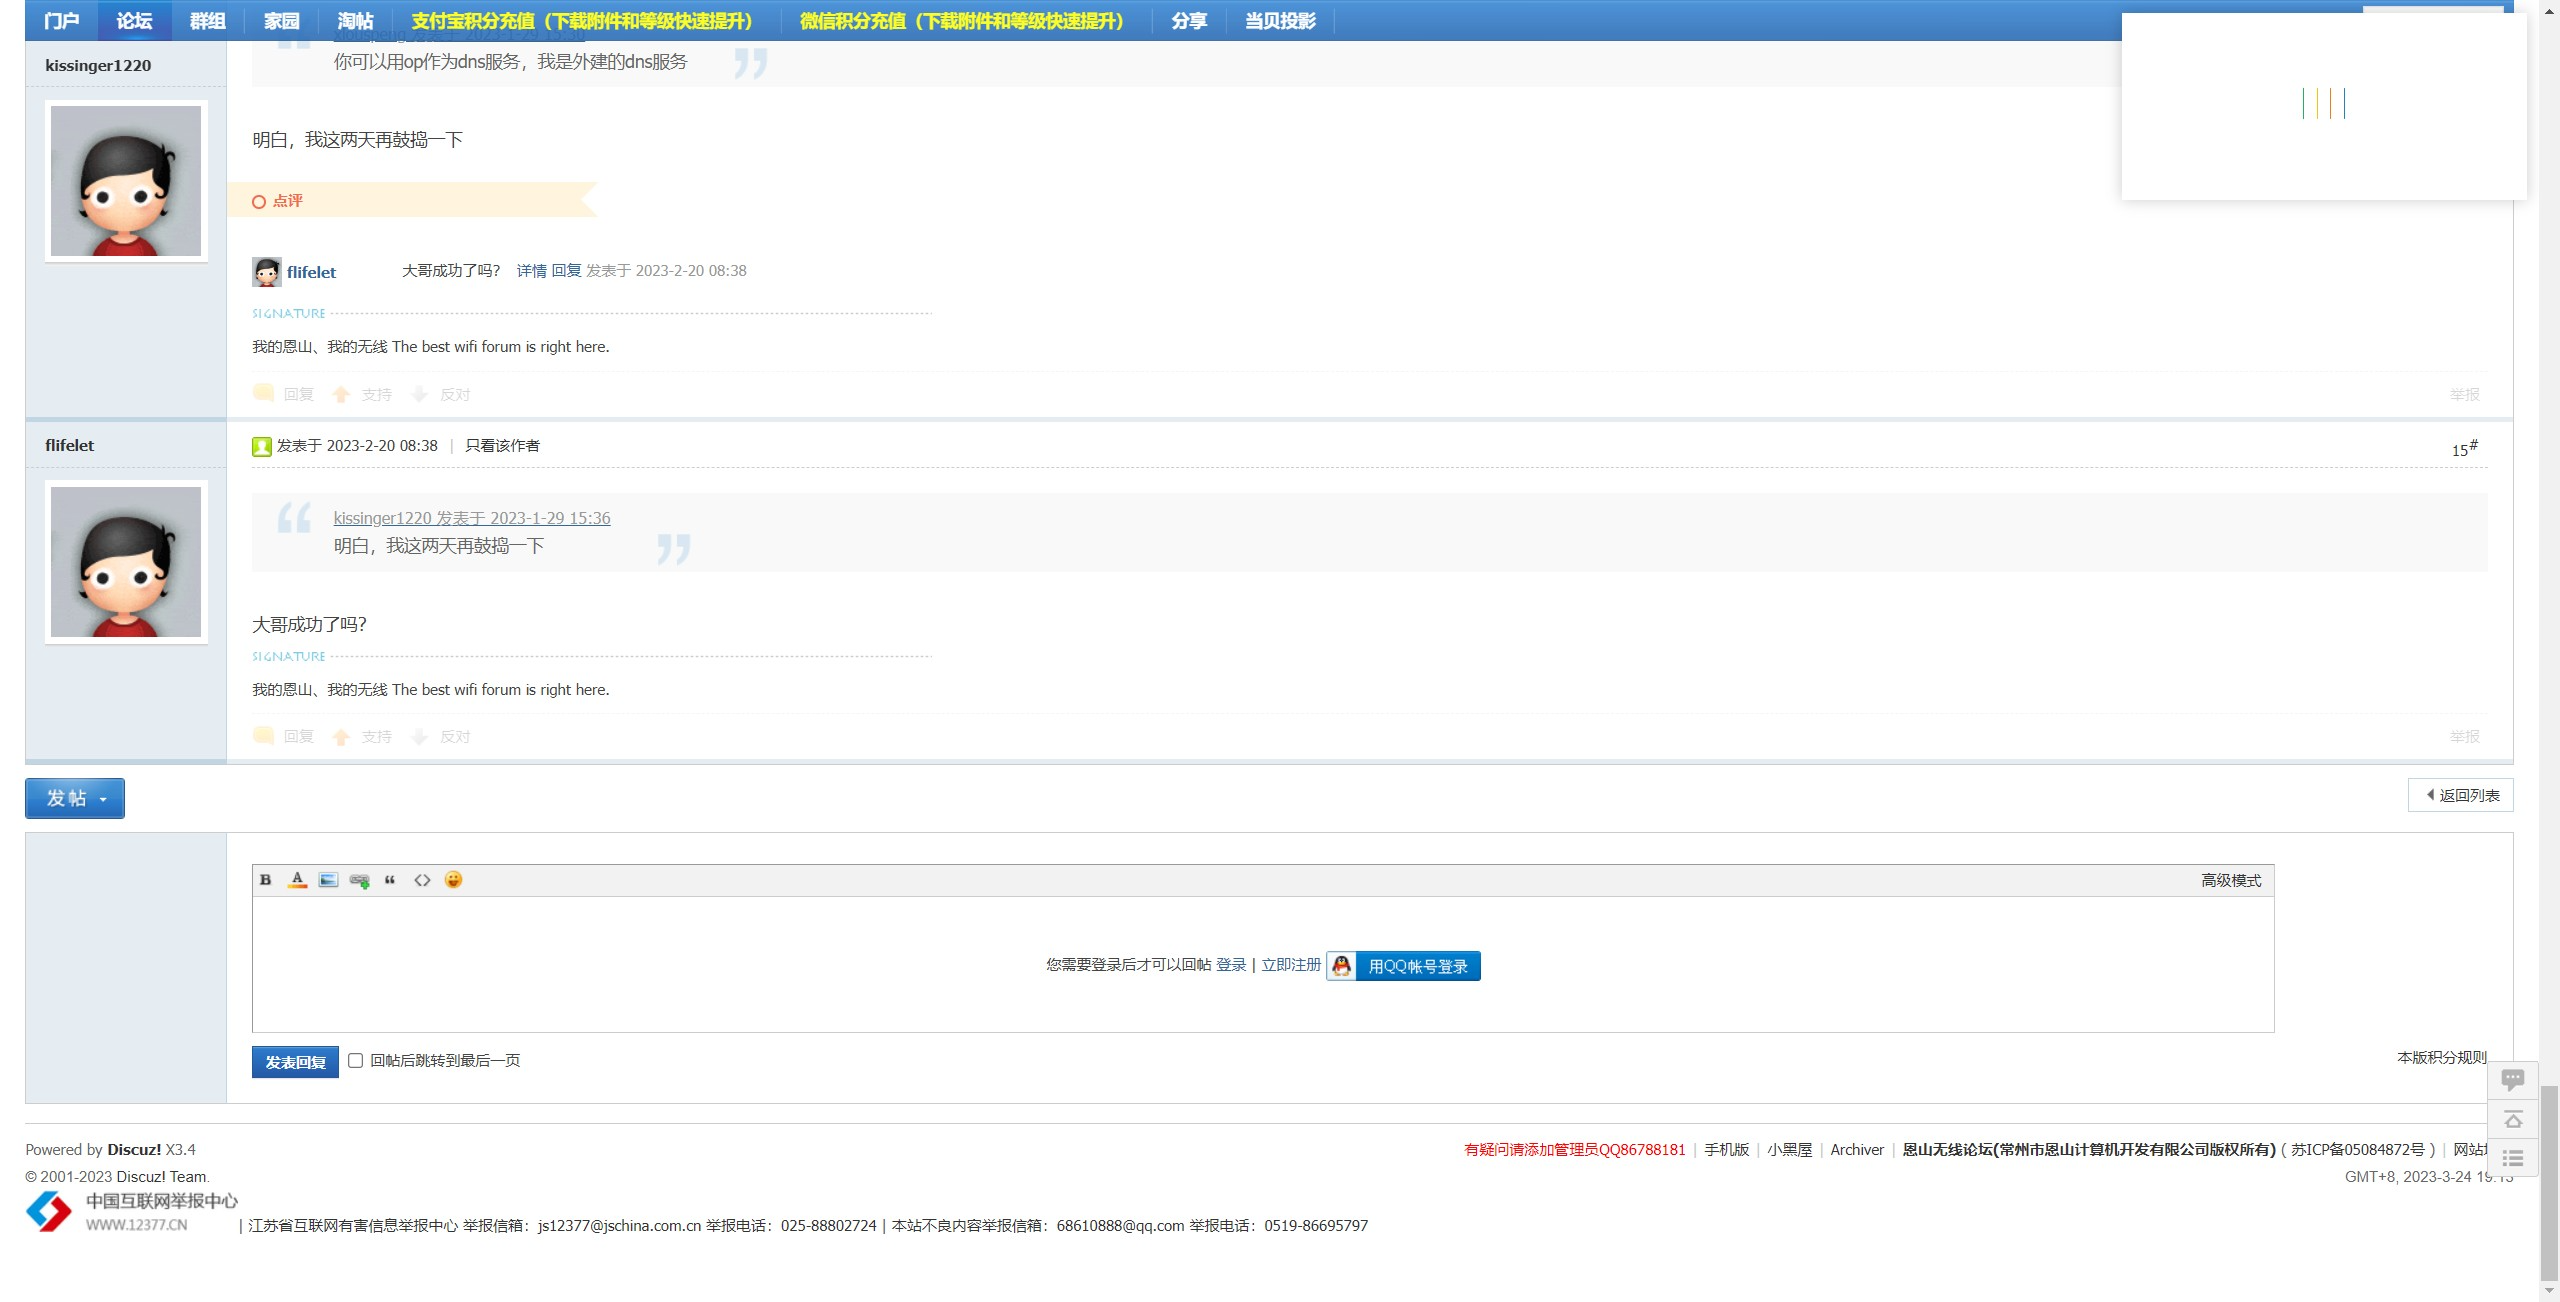 门户 论坛 群组 家园 淘帖 支付宝积分充值（下载附件和等级快速提升） 微信积分充值（下载附件和等级快速提升） 分享 当贝投影
kissinger1220
你可以用op作为dns服务，我是外建的dns服务
明白，我这两天再鼓捣一下
点评
flifelet 大哥成功了吗？ 详情 回复 发表于 2023-2-20 08:38
SIGNATURE
我的恩山、我的无线 The best wifi forum is right here.
回复 支持 反对 举报
flifelet
发表于 2023-2-20 08:38 | 只看该作者
15#
kissinger1220 发表于 2023-1-29 15:36
明白，我这两天再鼓捣一下
大哥成功了吗？
SIGNATURE
我的恩山、我的无线 The best wifi forum is right here.
回复 支持 反对 举报
发帖
返回列表
B A “ <> 高级模式
您需要登录后才可以回帖 登录 | 立即注册 用QQ帐号登录
发表回复 回帖后跳转到最后一页 本版积分规则
Powered by Discuz! X3.4
有疑问请添加管理员QQ86788181 | 手机版 | 小黑屋 | Archiver | 恩山无线论坛(常州市恩山计算机开发有限公司版权所有) ( 苏ICP备05084872号 ) | 网站
© 2001-2023 Discuz! Team.
GMT+8, 2023-3-24
中国互联网举报中心
WWW.12377.CN
| 江苏省互联网有害信息举报中心 举报信箱：js12377@jschina.com.cn 举报电话：025-88802724 | 本站不良内容举报信箱：68610888@qq.com 举报电话：0519-86695797